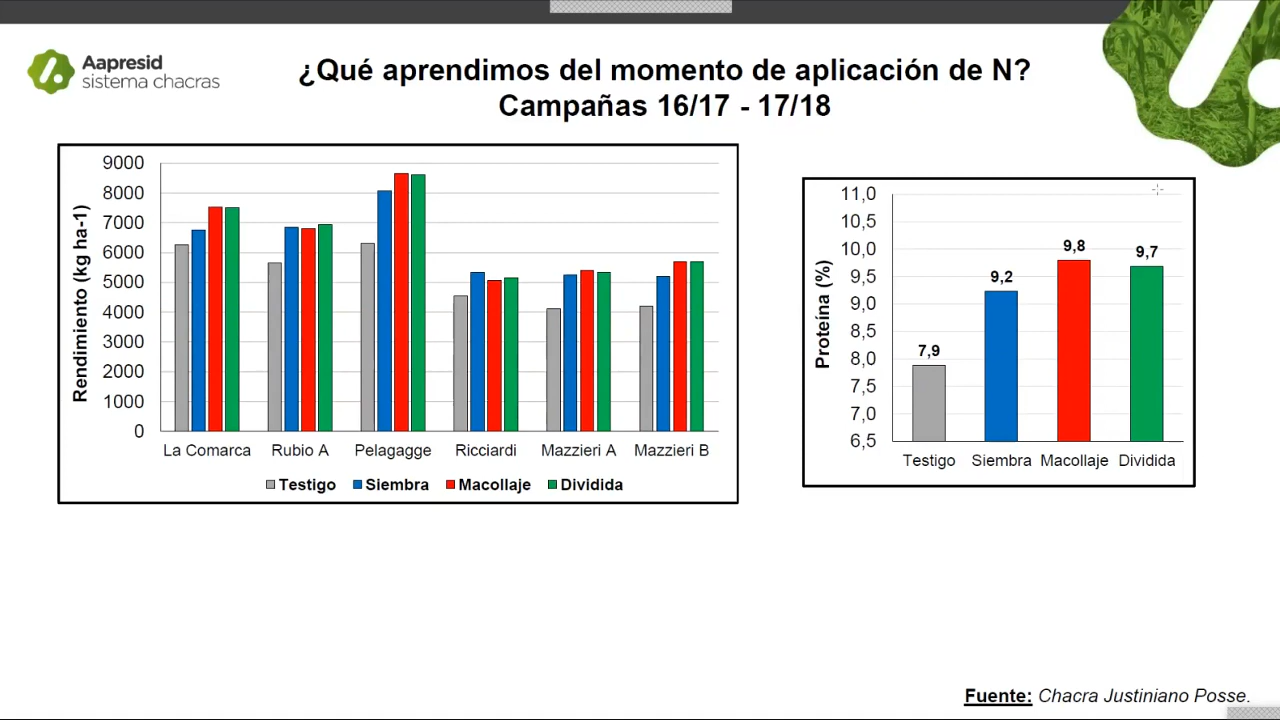 Aapresid
sistema chacras
¿Qué aprendimos del momento de aplicación de N?
Campañas 16/17 - 17/18
Rendimiento (kg ha-1)
9000
8000
7000
6000
5000
4000
3000
2000
1000
0
La Comarca Rubio A Pelagagge Ricciardi Mazzieri A Mazzieri B
Testigo Siembra Macollaje Dividida
Proteína (%)
11,0
10,5
10,0
9,5
9,0
8,5
8,0
7,5
7,0
6,5
7,9
9,2
9,8
9,7
Testigo Siembra Macollaje Dividida
Fuente: Chacra Justiniano Posse.